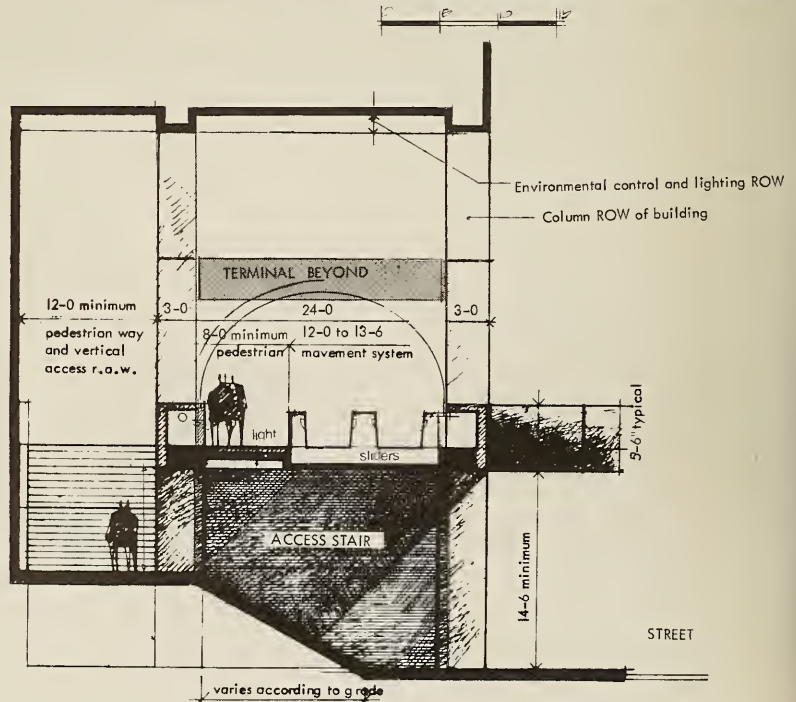 Environmental control and lighting ROW
Column ROW of building
TERMINAL BEYOND
12-0 minimum
pedestrian way
and vertical
access r.a.w.
3-0
24-0
3-0
8-0 minimum
pedestrian
12-0 to 13-6
movement system
light
sliders
5-6" typical
ACCESS STAIR
14-6 minimum
STREET
varies according to grade